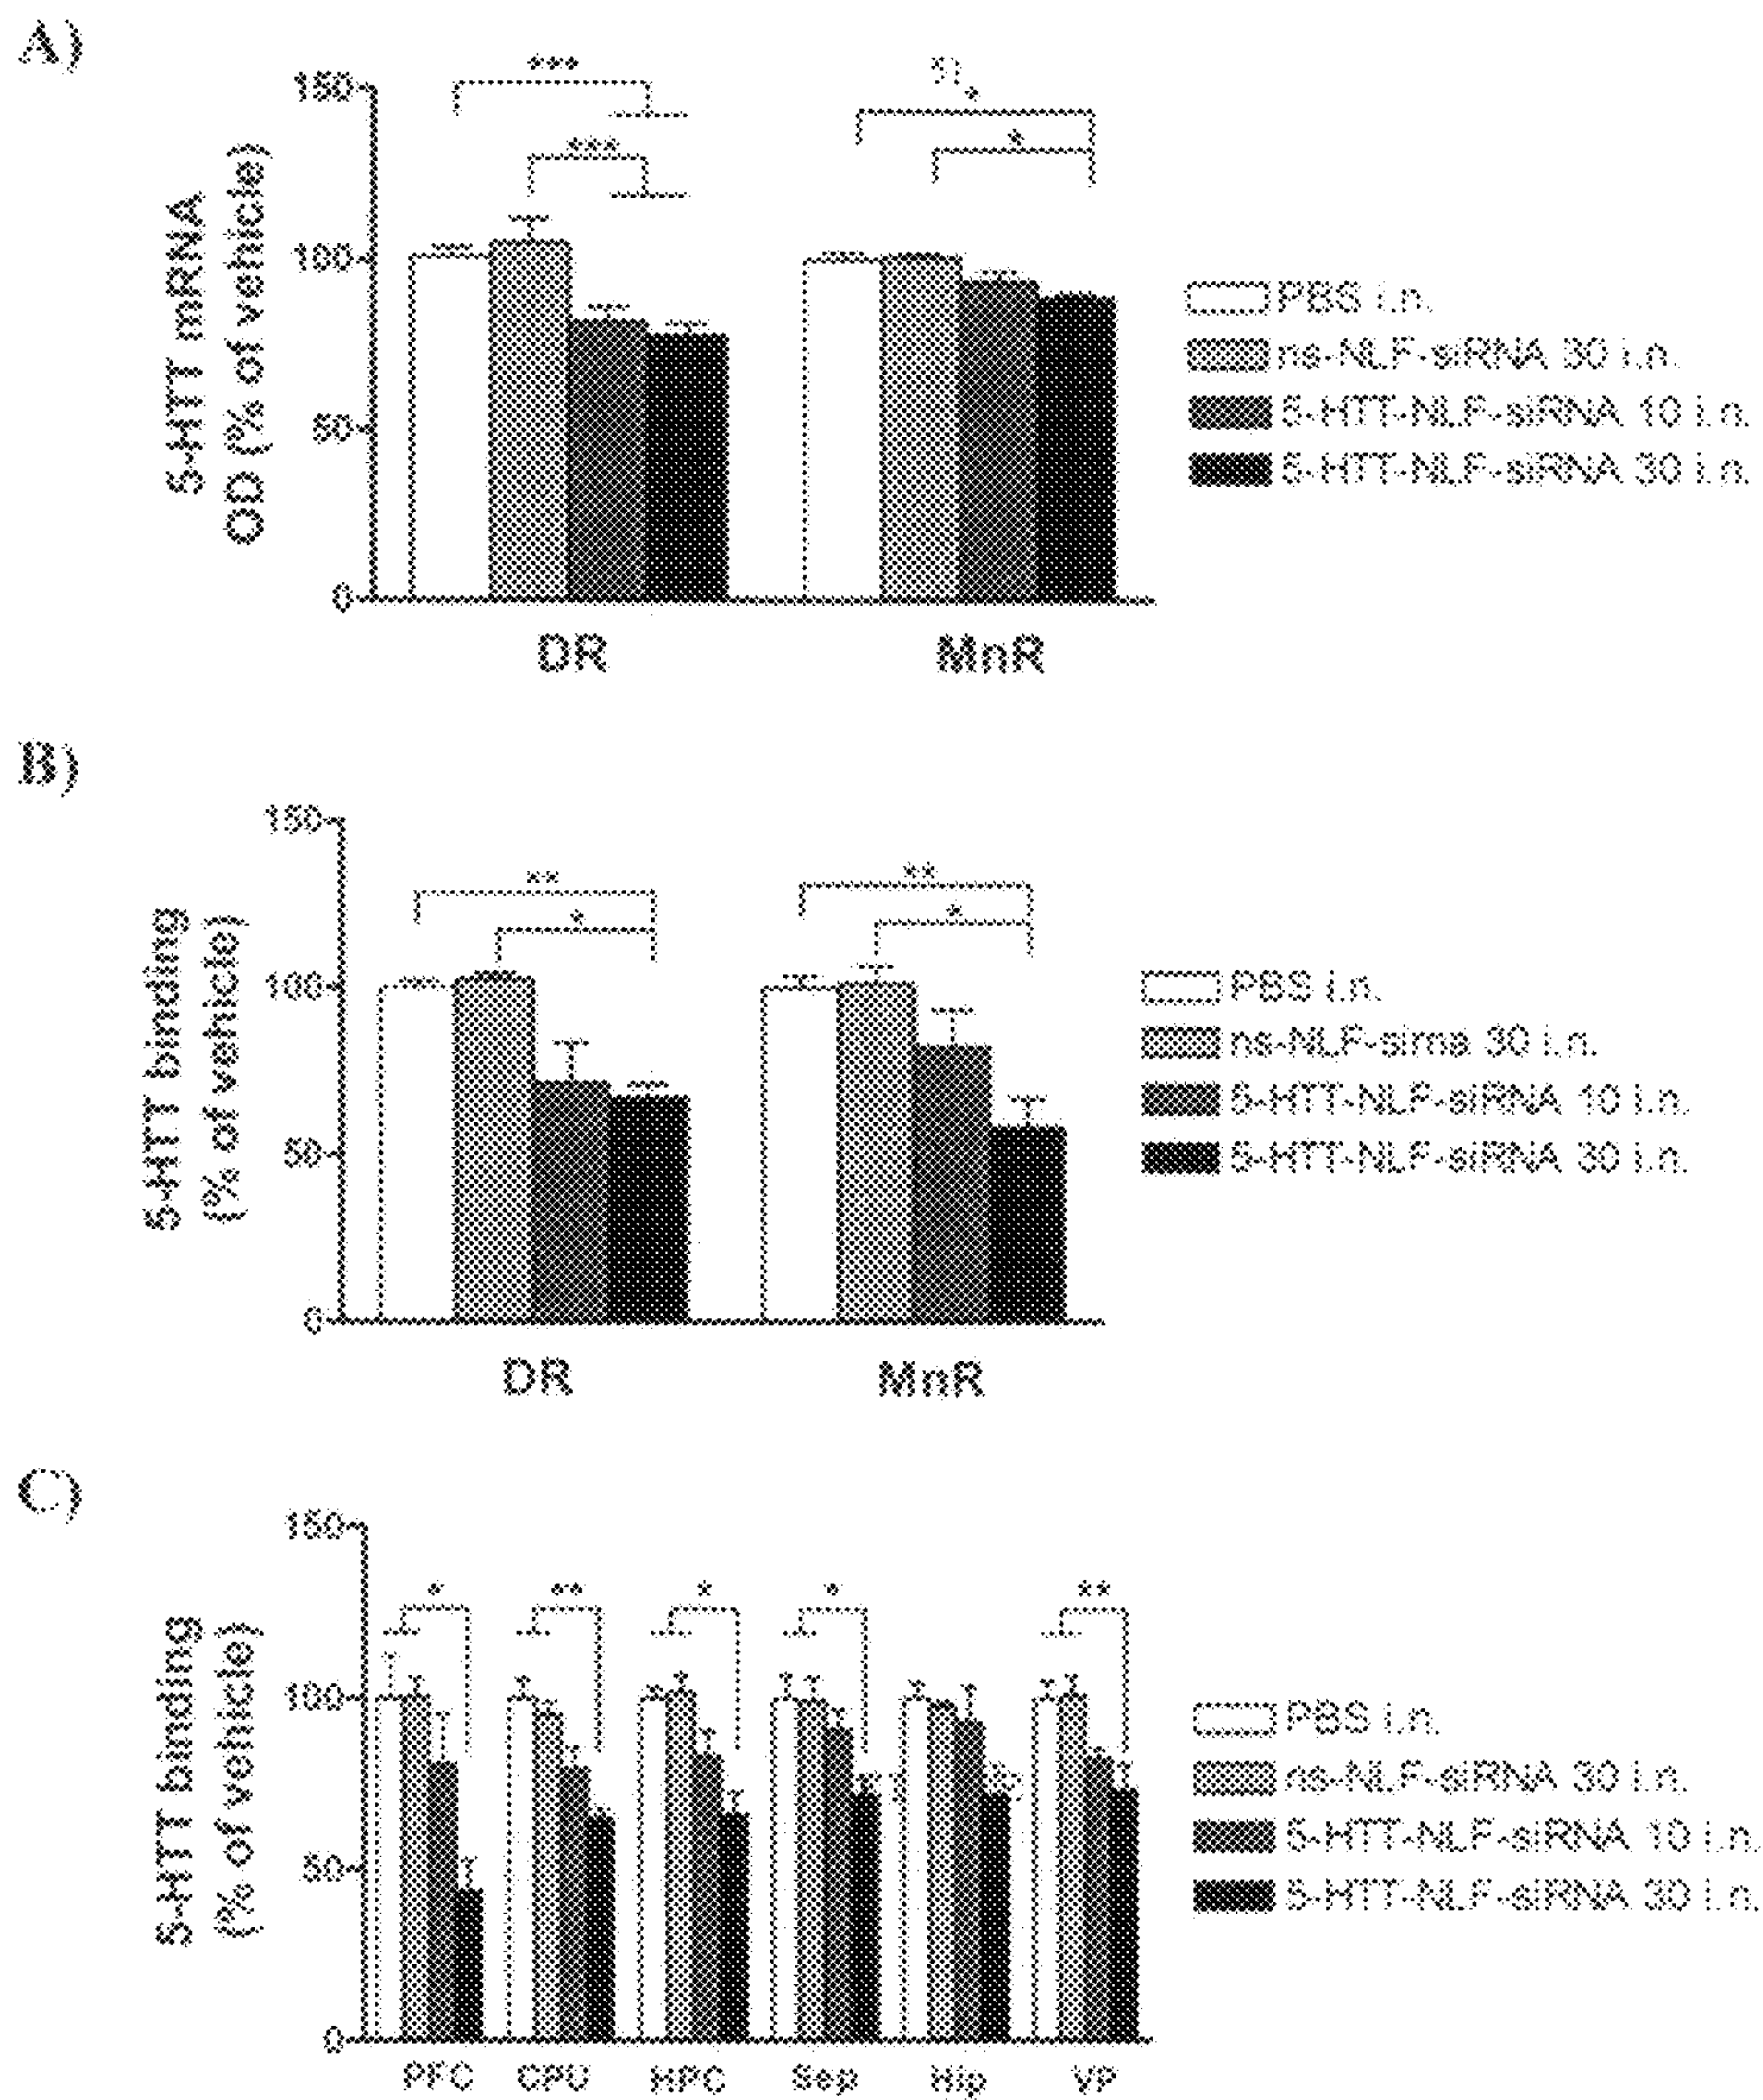 A)
***
***
*
*
150
100
50
0
5-HTT mRNA
OD (% of vehicle)
DR
MnR
PBS i.n.
ns-NLF-siRNA 30 i.n.
5-HTT-NLF-siRNA 10 i.n.
5-HTT-NLF-siRNA 30 i.n.
B)
**
*
**
*
150
100
50
0
5-HTT binding
(% of vehicle)
DR
MnR
PBS i.n.
ns-NLF-sirna 30 i.n.
5-HTT-NLF-siRNA 10 i.n.
5-HTT-NLF-siRNA 30 i.n.
C)
* ** * * **
150
100
50
0
5-HTT binding
(% of vehicle)
PFC CPU HPC Sep Hip VP
PBS i.n.
ns-NLF-siRNA 30 i.n.
5-HTT-NLF-siRNA 10 i.n.
5-HTT-NLF-siRNA 30 i.n.